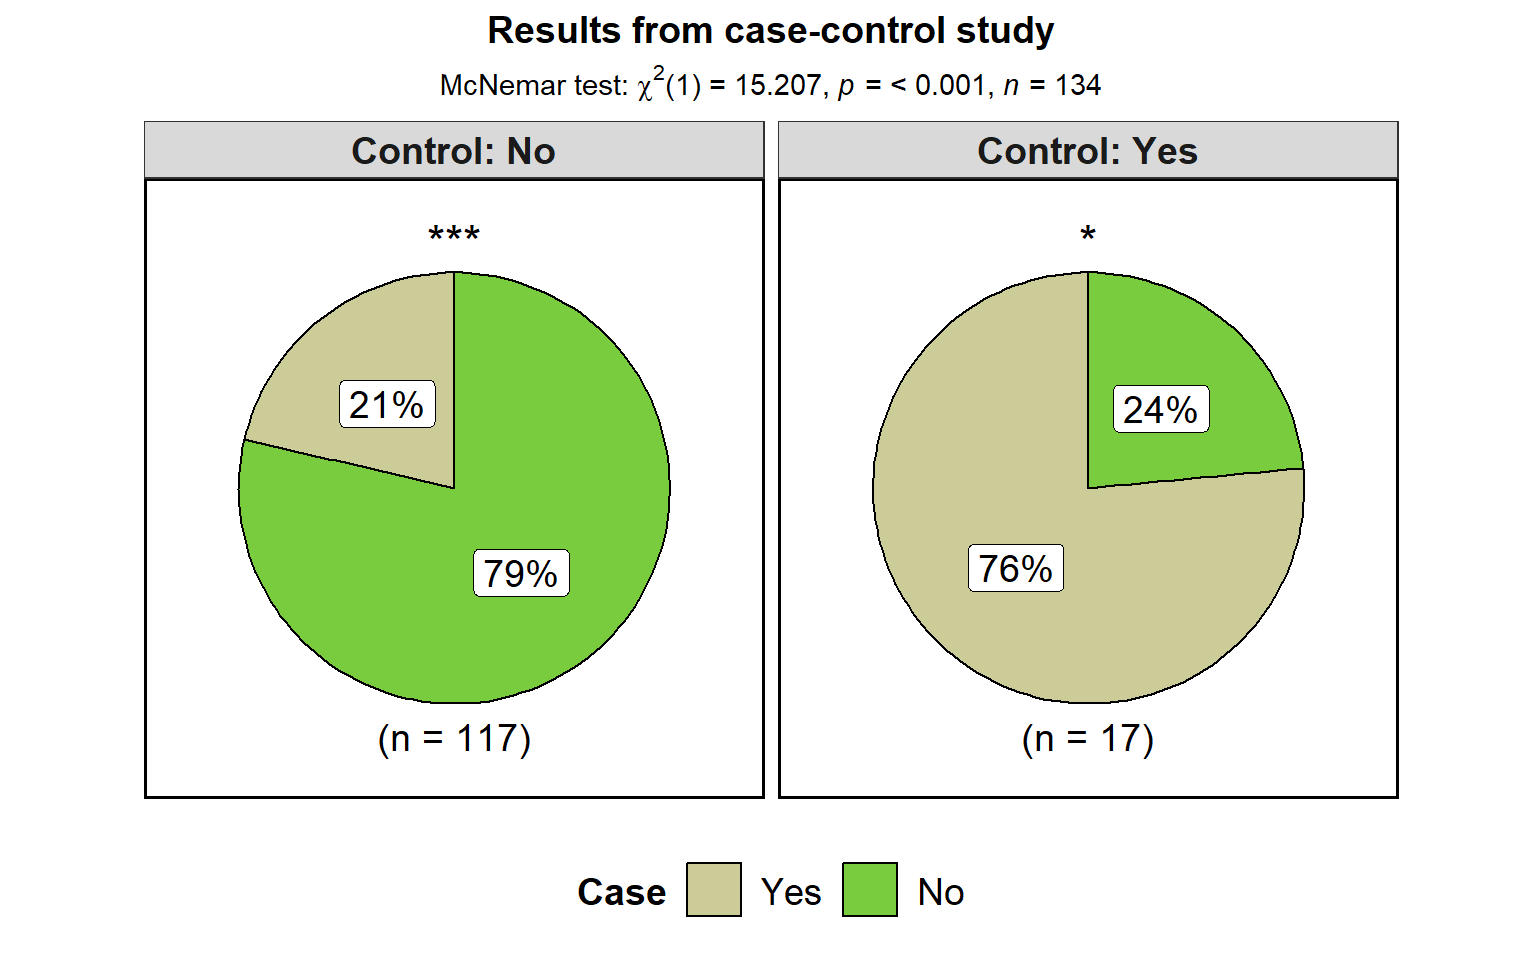 Results from case-control study
McNemar test: χ²(1) = 15.207, p = < 0.001, n = 134
Control: No
Control: Yes
***
*
21%
24%
79%
76%
(n = 117)
(n = 17)
Case Yes No